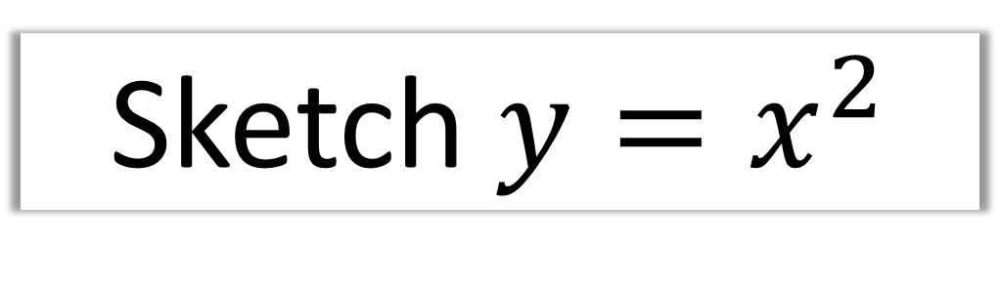 Sketch y = x²